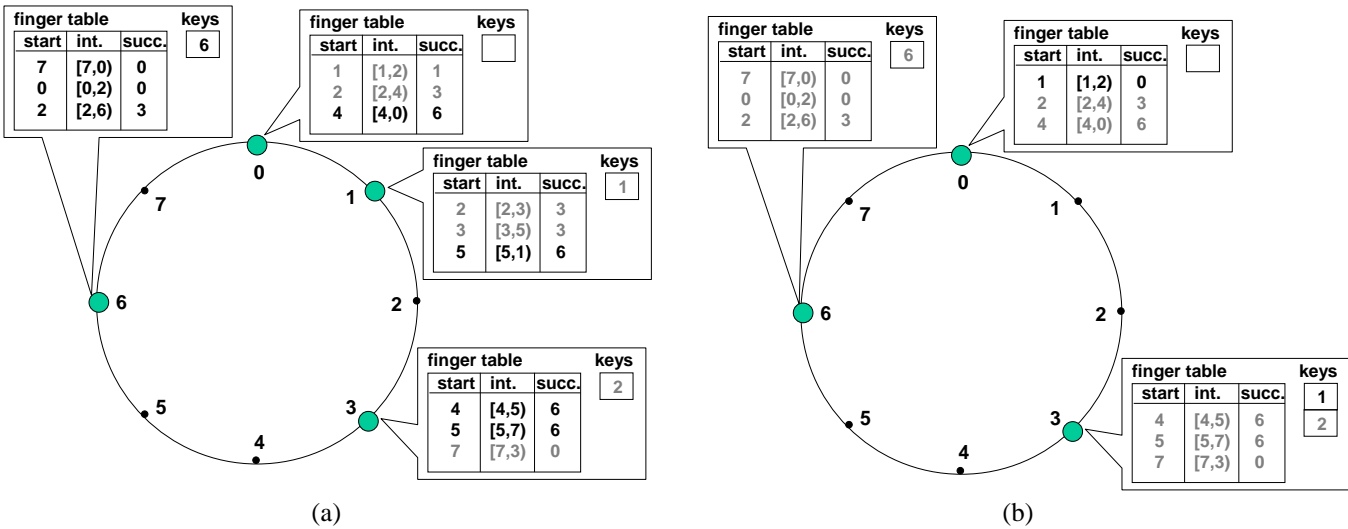 finger table keys
start int. succ. 6
7 [7,0) 0
0 [0,2) 0
2 [2,6) 3
finger table keys
start int. succ.
1 [1,2) 1
2 [2,4) 3
4 [4,0) 6
finger table keys
start int. succ. 1
2 [2,3) 3
3 [3,5) 3
5 [5,1) 6
finger table keys
start int. succ. 2
4 [4,5) 6
5 [5,7) 6
7 [7,3) 0
0
1
2
3
4
5
6
7
(a)
finger table keys
start int. succ. 6
7 [7,0) 0
0 [0,2) 0
2 [2,6) 3
finger table keys
start int. succ.
1 [1,2) 0
2 [2,4) 3
4 [4,0) 6
finger table keys
start int. succ. 1
4 [4,5) 6 2
5 [5,7) 6
7 [7,3) 0
0
1
2
3
4
5
6
7
(b)